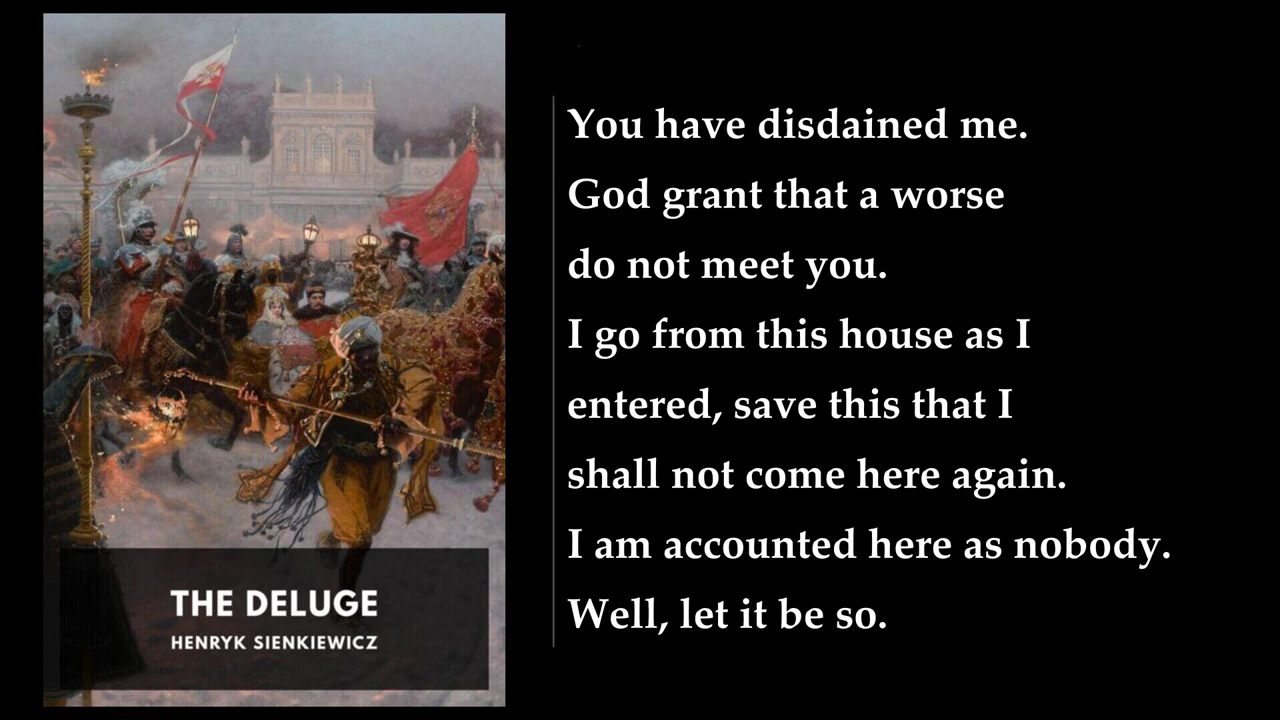 THE DELUGE
HENRYK SIENKIEWICZ
You have disdained me.
God grant that a worse
do not meet you.
I go from this house as I
entered, save this that I
shall not come here again.
I am accounted here as nobody.
Well, let it be so.